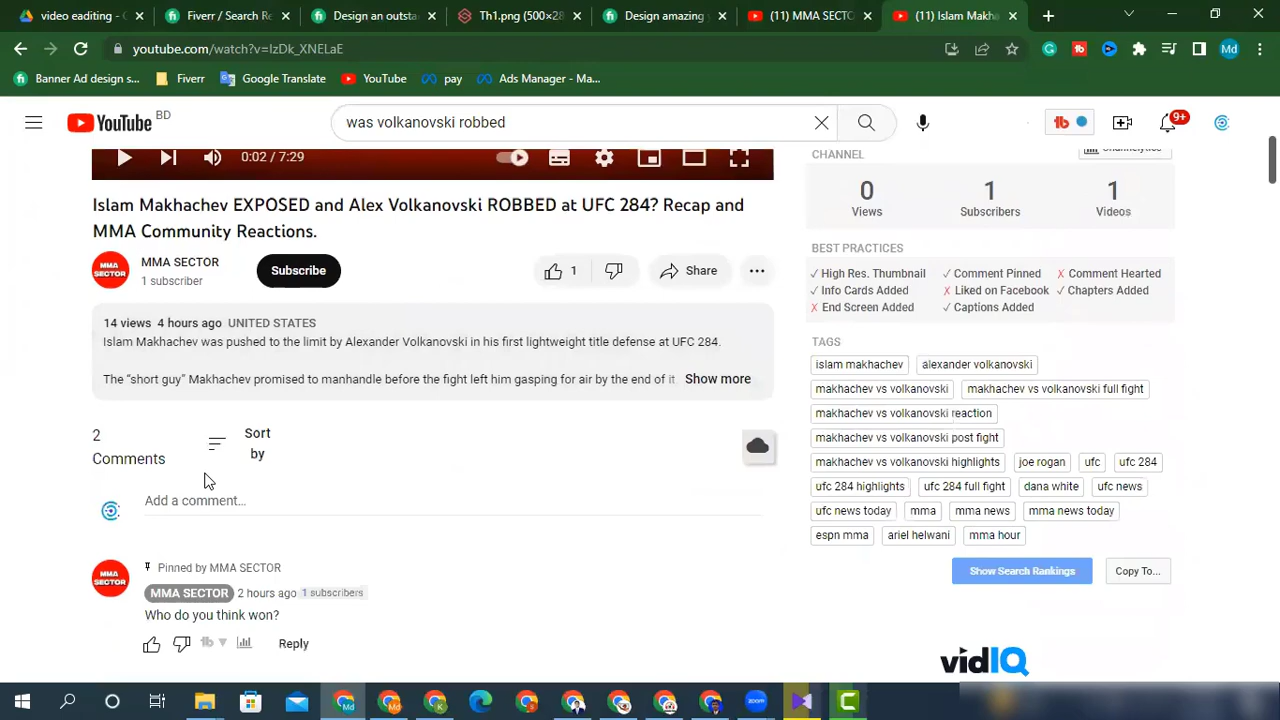 video eaditing - G
Fiverr / Search Re
Design an outsta
Th1.png (500×28
Design amazing
(11) MMA SECTO
(11) Islam Makha
youtube.com/watch?v=IzDk_XNELaE
Md
Banner Ad design s...
Fiverr
Google Translate
YouTube
pay
Ads Manager - Ma...
YouTube BD
was volkanovski robbed
9+
0:02 / 7:29
Islam Makhachev EXPOSED and Alex Volkanovski ROBBED at UFC 284? Recap and
MMA Community Reactions.
MMA SECTOR
MMA SECTOR
1 subscriber
Subscribe
1
Share
14 views 4 hours ago UNITED STATES
Islam Makhachev was pushed to the limit by Alexander Volkanovski in his first lightweight title defense at UFC 284.
The “short guy” Makhachev promised to manhandle before the fight left him gasping for air by the end of it
Show more
2
Comments
Sort
by
Add a comment...
Pinned by MMA SECTOR
MMA SECTOR
MMA SECTOR 2 hours ago 1 subscribers
Who do you think won?
tb
Reply
CHANNEL
Channelytics
0
Views
1
Subscribers
1
Videos
BEST PRACTICES
✓ High Res. Thumbnail ✓ Comment Pinned ✗ Comment Hearted
✓ Info Cards Added ✗ Liked on Facebook ✓ Chapters Added
✗ End Screen Added ✓ Captions Added
TAGS
islam makhachev alexander volkanovski
makhachev vs volkanovski makhachev vs volkanovski full fight
makhachev vs volkanovski reaction
makhachev vs volkanovski post fight
makhachev vs volkanovski highlights joe rogan ufc ufc 284
ufc 284 highlights ufc 284 full fight dana white ufc news
ufc news today mma mma news mma news today
espn mma ariel helwani mma hour
Show Search Rankings
Copy To...
vidIQ
Md
Md
K
zoom